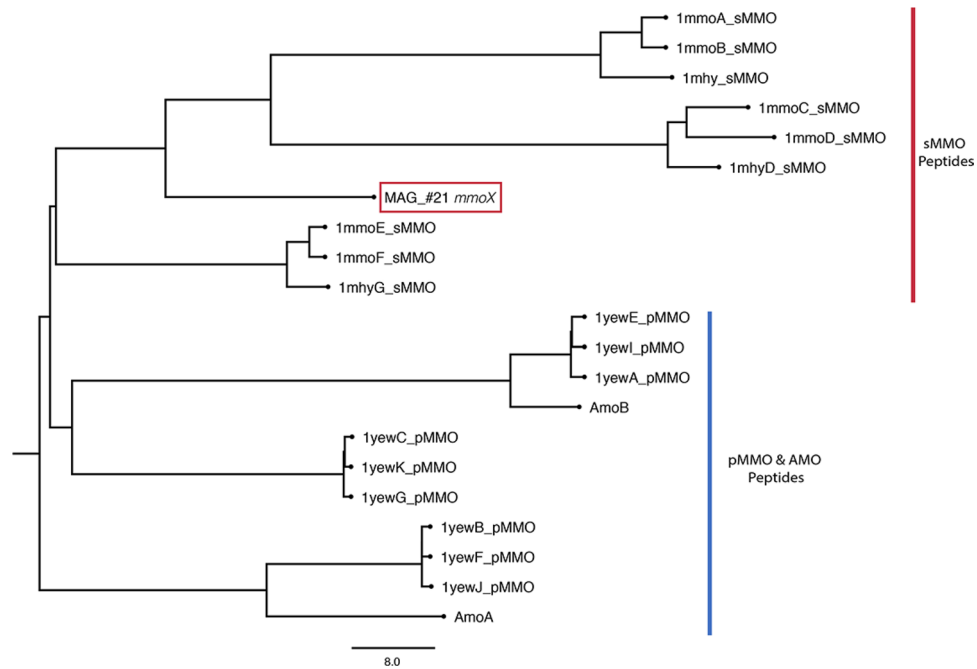 1mmoA_sMMO
1mmoB_sMMO
1mhy_sMMO
1mmoC_sMMO
1mmoD_sMMO
1mhyD_sMMO
MAG_#21 mmoX
1mmoE_sMMO
1mmoF_sMMO
1mhyG_sMMO
sMMO
Peptides
1yewE_pMMO
1yewI_pMMO
1yewA_pMMO
AmoB
1yewC_pMMO
1yewK_pMMO
1yewG_pMMO
1yewB_pMMO
1yewF_pMMO
1yewJ_pMMO
AmoA
pMMO & AMO
Peptides
8.0